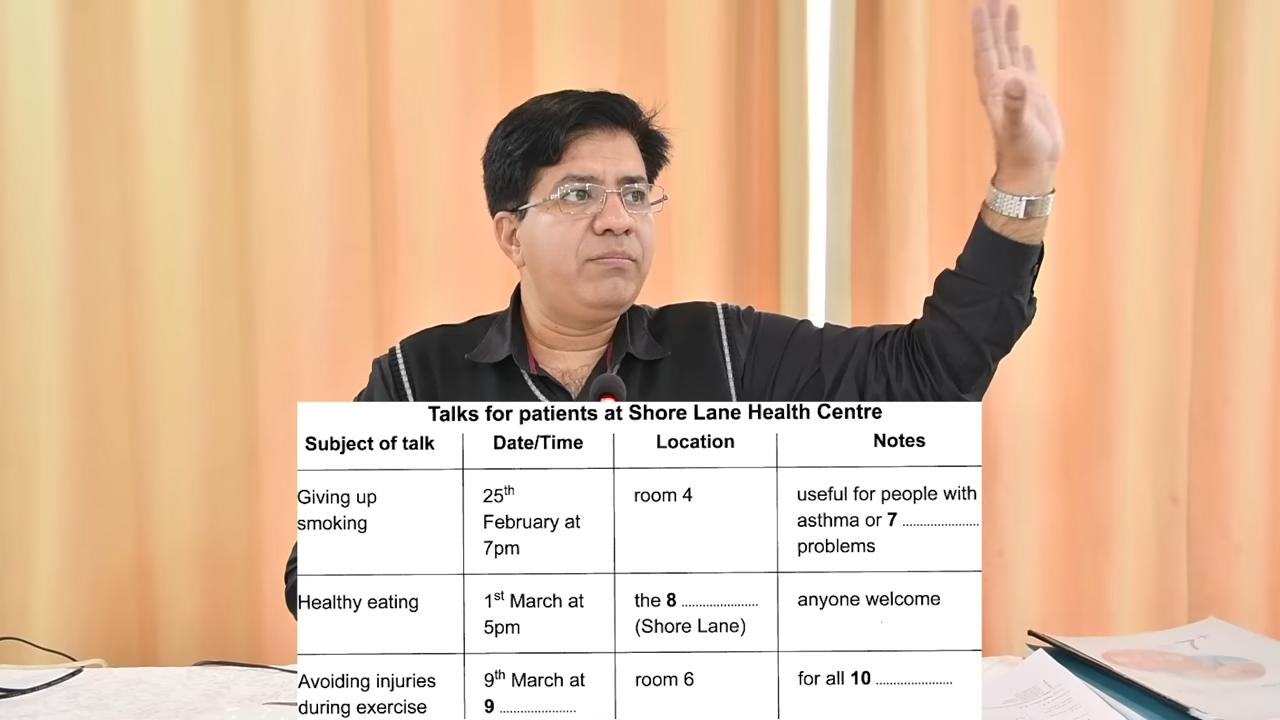 Talks for patients at Shore Lane Health Centre
Subject of talk Date/Time Location Notes
Giving up smoking
25th February at 7pm
room 4
useful for people with asthma or 7 ........................ problems
Healthy eating
1st March at 5pm
the 8 ........................ (Shore Lane)
anyone welcome
Avoiding injuries during exercise
9th March at 9 ........................
room 6
for all 10 ........................